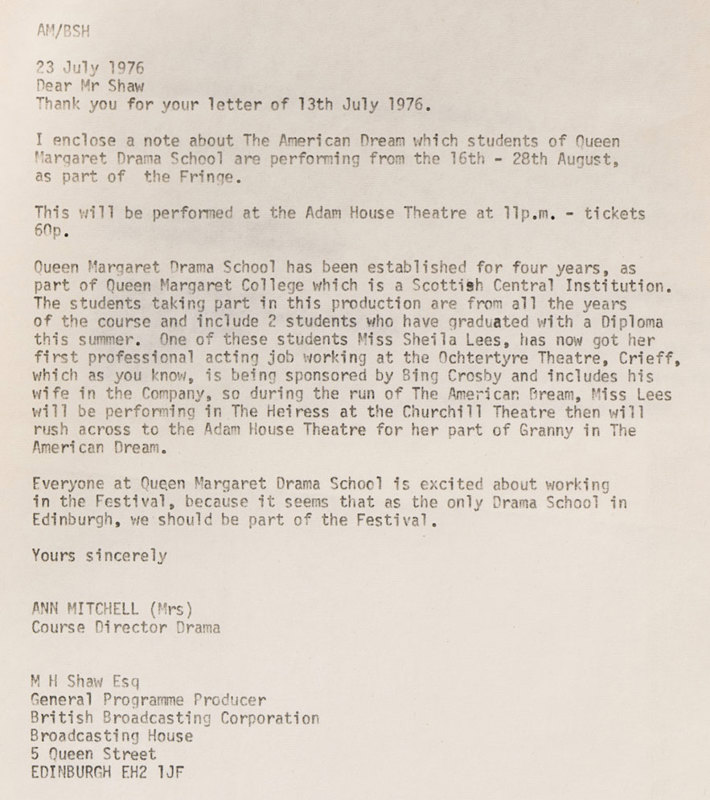 AM/BSH
23 July 1976
Dear Mr Shaw
Thank you for your letter of 13th July 1976.
I enclose a note about The American Dream which students of Queen
Margaret Drama School are performing from the 16th - 28th August,
as part of the Fringe.
This will be performed at the Adam House Theatre at 11p.m. - tickets
60p.
Queen Margaret Drama School has been established for four years, as
part of Queen Margaret College which is a Scottish Central Institution.
The students taking part in this production are from all the years
of the course and include 2 students who have graduated with a Diploma
this summer. One of these students Miss Sheila Lees, has now got her
first professional acting job working at the Ochtertyre Theatre, Crieff,
which as you know, is being sponsored by Bing Crosby and includes his
wife in the Company, so during the run of The American Bream, Miss Lees
will be performing in The Heiress at the Churchill Theatre then will
rush across to the Adam House Theatre for her part of Granny in The
American Dream.
Everyone at Queen Margaret Drama School is excited about working
in the Festival, because it seems that as the only Drama School in
Edinburgh, we should be part of the Festival.
Yours sincerely
ANN MITCHELL (Mrs)
Course Director Drama
M H Shaw Esq
General Programme Producer
British Broadcasting Corporation
Broadcasting House
5 Queen Street
EDINBURGH EH2 1JF